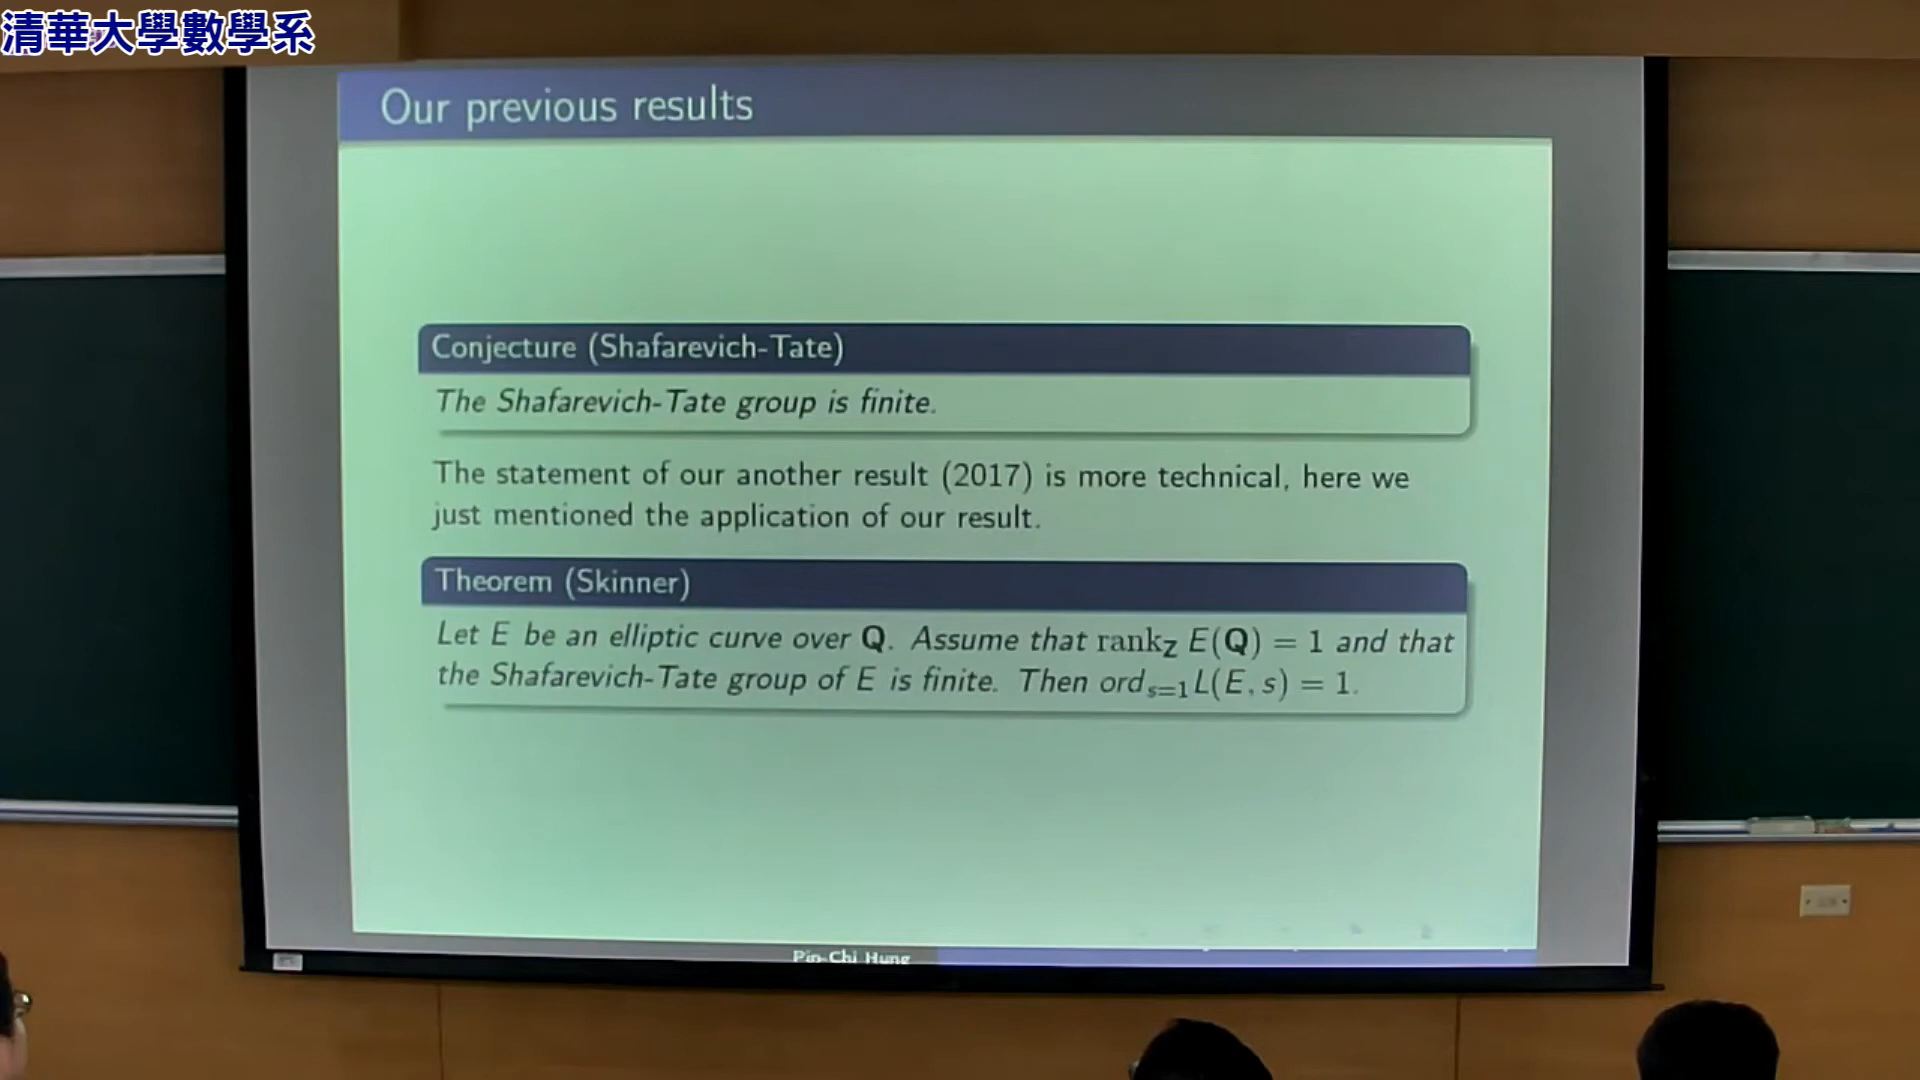 清華大學數學系
Our previous results
Conjecture (Shafarevich-Tate)
The Shafarevich-Tate group is finite.
The statement of our another result (2017) is more technical, here we
just mentioned the application of our result.
Theorem (Skinner)
Let E be an elliptic curve over Q. Assume that rank_Z E(Q) = 1 and that
the Shafarevich-Tate group of E is finite. Then ord_{s=1} L(E, s) = 1.
Pin-Chi Hung